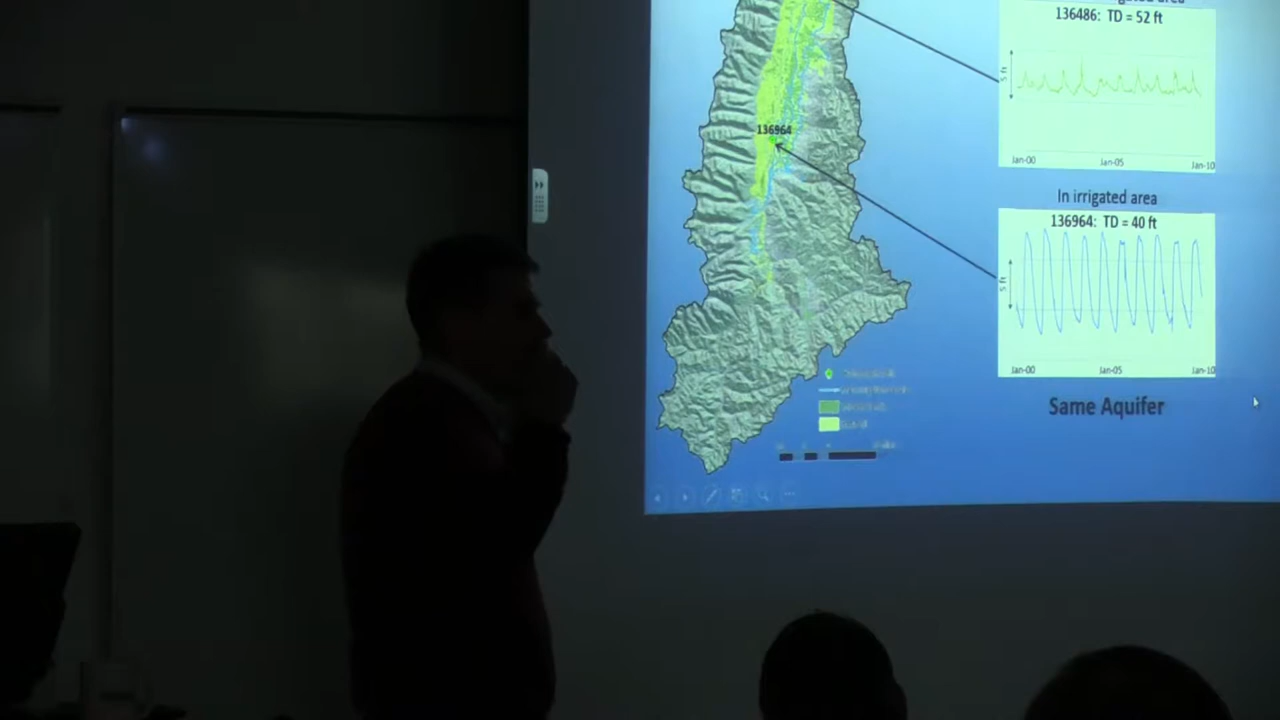 136486: TD = 52 ft
5 ft
Jan-00 Jan-05 Jan-10
136964
In irrigated area
136964: TD = 40 ft
5 ft
Jan-00 Jan-05 Jan-10
Same Aquifer